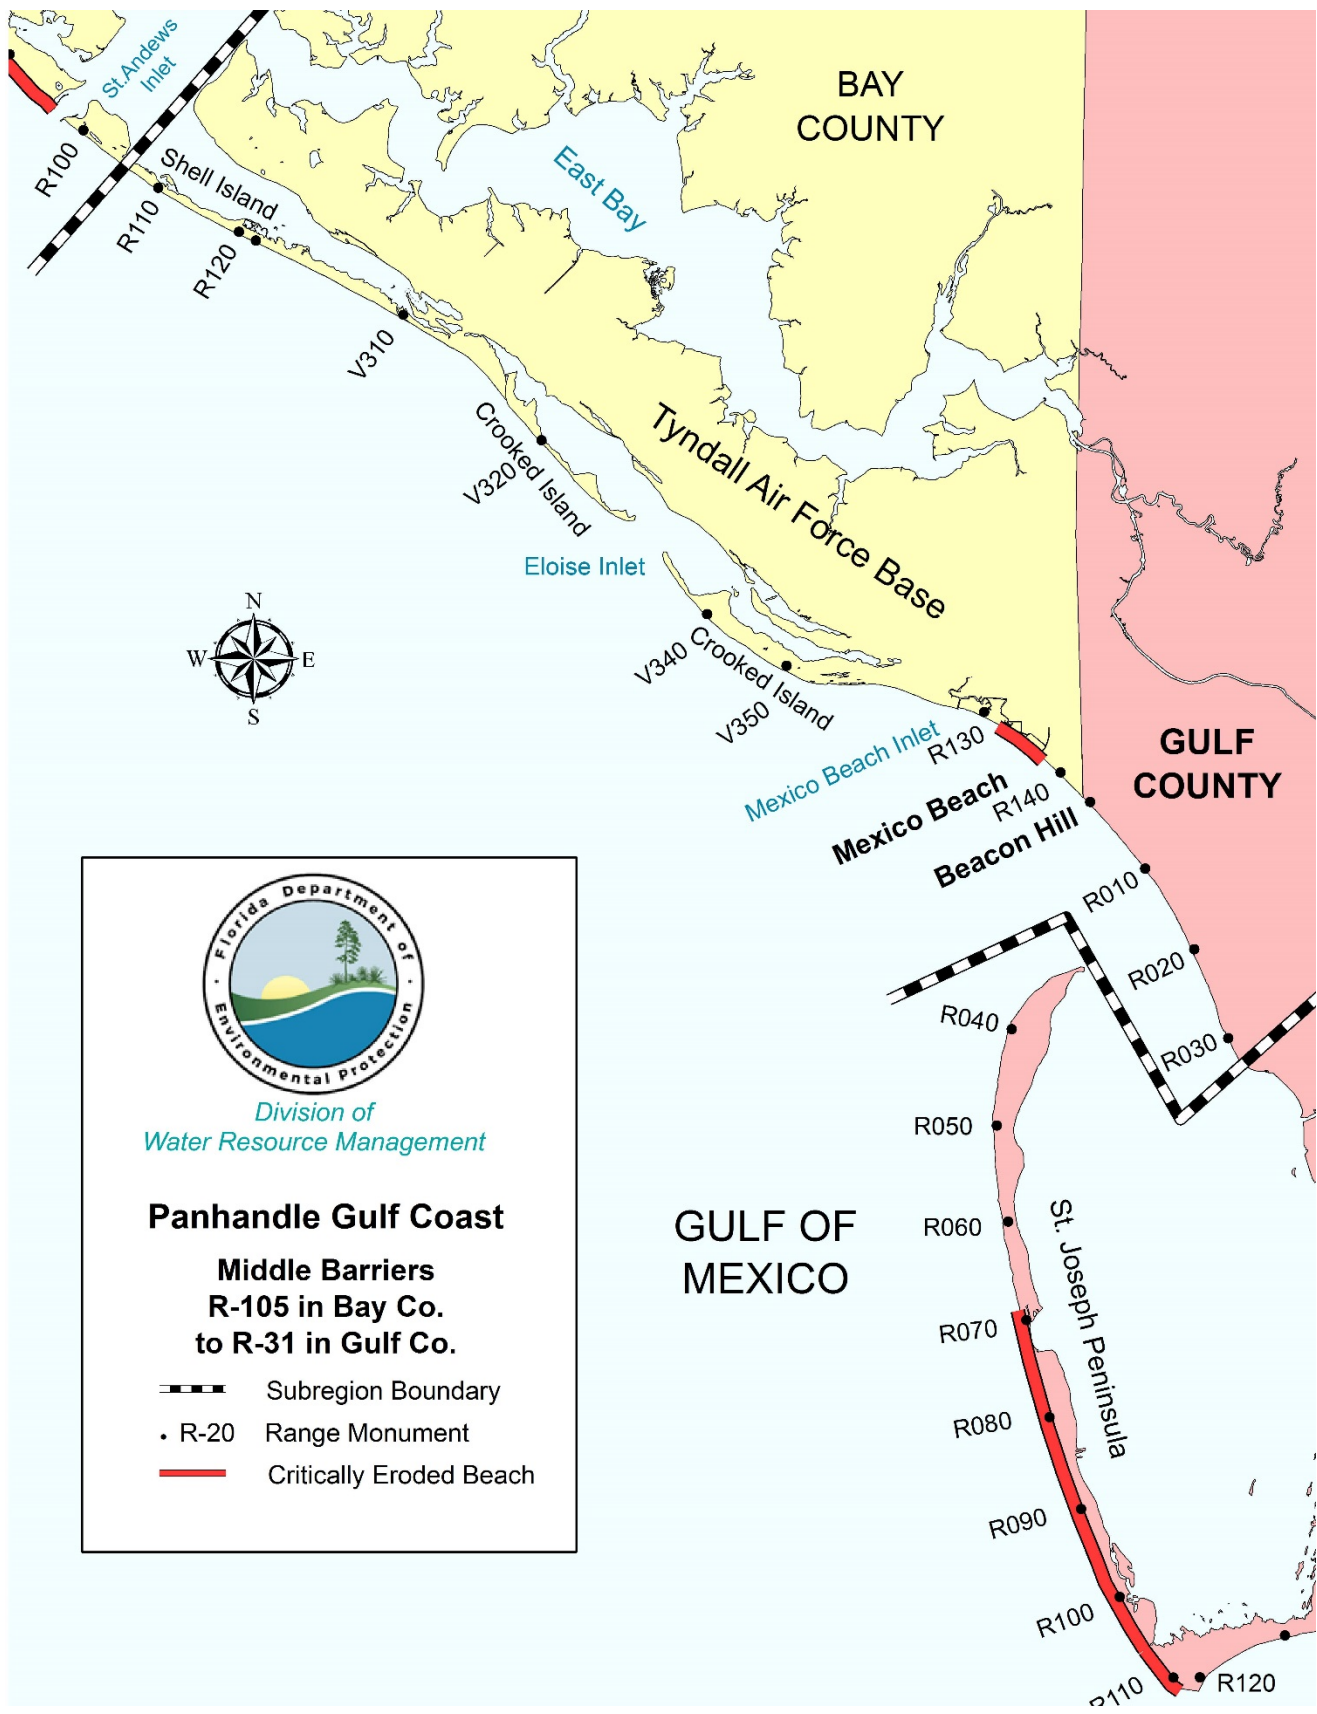 St.Andews
Inlet
BAY
COUNTY
R100
Shell Island
R110
R120
East Bay
V310
Crooked Island
V320
Tyndall Air Force Base
Eloise Inlet
N
W
E
S
V340
Crooked Island
V350
Mexico Beach Inlet
R130
Mexico Beach
R140
Beacon Hill
GULF
COUNTY
R010
R020
R030
R040
R050
R060
GULF OF
MEXICO
St. Joseph Peninsula
R070
R080
R090
R100
R110
R120
Florida Department of
Environmental Protection
Division of
Water Resource Management
Panhandle Gulf Coast
Middle Barriers
R-105 in Bay Co.
to R-31 in Gulf Co.
Subregion Boundary
R-20 Range Monument
Critically Eroded Beach